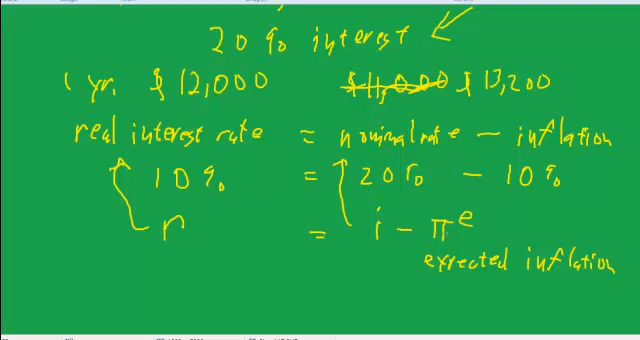 20% interest
1 yr. $12,000 $11,000 $13,200
real interest rate = nominal rate - inflation
10% = 20% - 10%
r = i - π^e
expected inflation